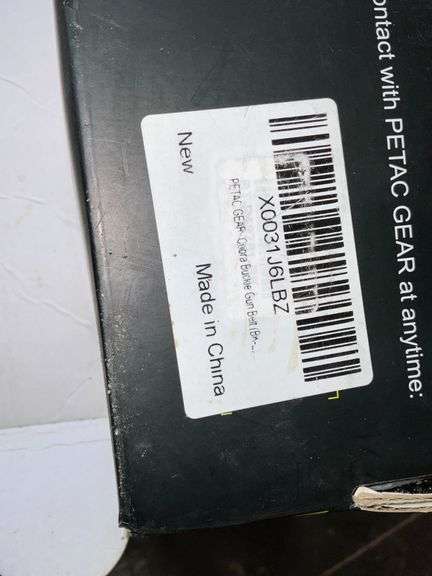 ontact with PETAC GEAR at anytime:
X0031J6LBZ
PETAC GEAR Cobra Buckle Gun Belt
New
Made in China